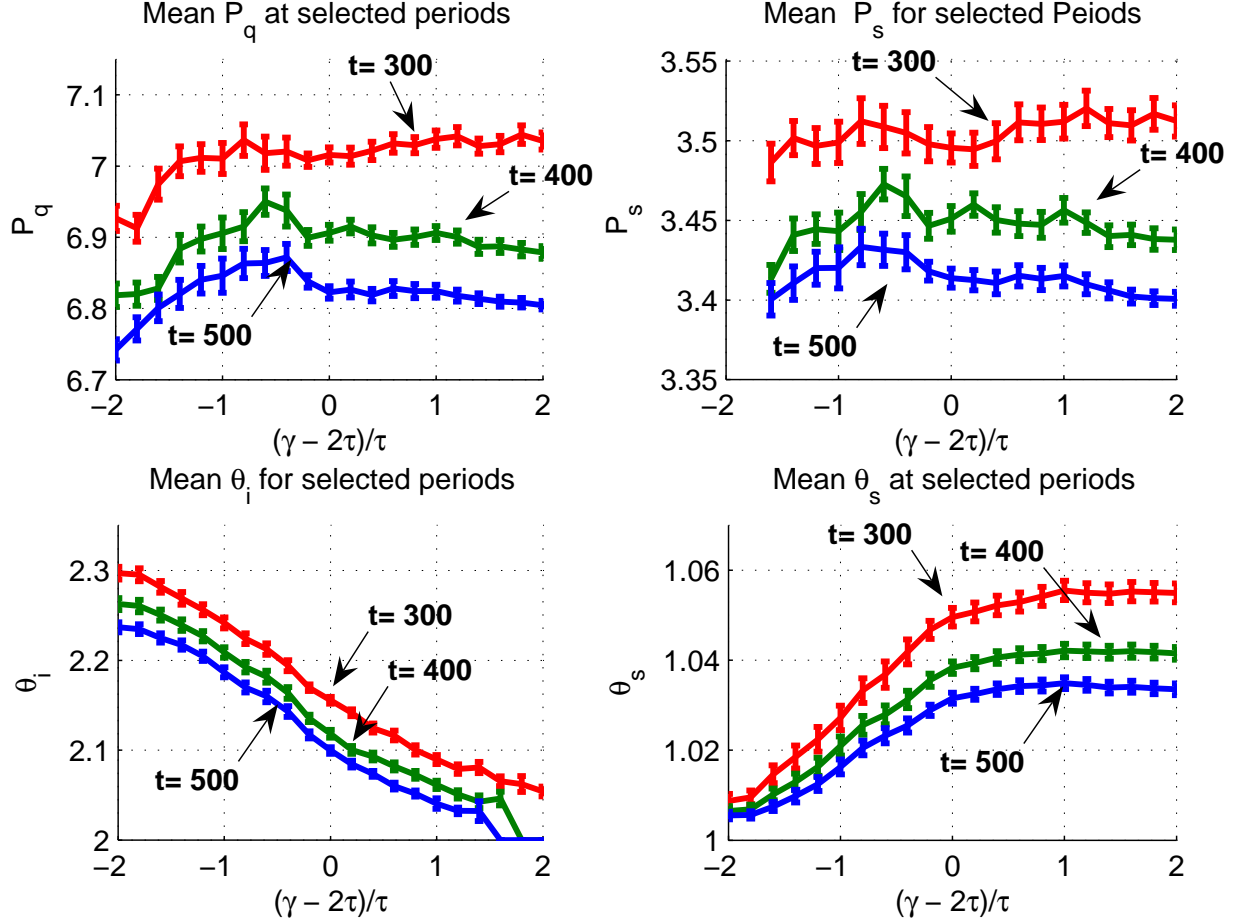 Mean P_q at selected periods
7.1
7
6.9
6.8
6.7
P_q
t= 300
t= 400
t= 500
−2 −1 0 1 2
(γ − 2τ)/τ
Mean P_s for selected Peiods
3.55
3.5
3.45
3.4
3.35
P_s
t= 300
t= 400
t= 500
−2 −1 0 1 2
(γ − 2τ)/τ
Mean θ_i for selected periods
2.3
2.2
2.1
2
θ_i
t= 300
t= 400
t= 500
−2 −1 0 1 2
(γ − 2τ)/τ
Mean θ_s at selected periods
1.06
1.04
1.02
1
θ_s
t= 300
t= 400
t= 500
−2 −1 0 1 2
(γ − 2τ)/τ